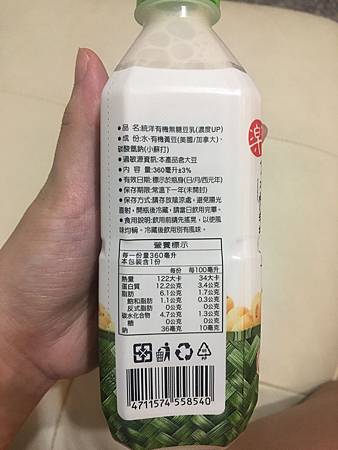 淳
●品 名:統洋有機無糖豆乳(濃度UP)
●成 份:水、有機黃豆(美國/加拿大)、
碳酸氫鈉(小蘇打)
●過敏源資訊:本產品含大豆
●內 容 量:360毫升±3%
●有效日期:標示於瓶身(日/月/西元年)
●保存期限:常溫下一年(未開封)
●保存方式:請存放陰涼處,避免陽光
直射,開瓶後冷藏,請當日飲用完畢。
●食用說明:飲用前請先搖晃,以使風
味均稱。冷藏後飲用別有風味。
營養標示
每一份量360毫升
本包裝含1份
每份 每100毫升
熱量 122大卡 34大卡
蛋白質 12.2公克 3.4公克
脂肪 6.1公克 1.7公克
飽和脂肪 1.1公克 0.3公克
反式脂肪 0公克 0公克
碳水化合物 4.7公克 1.3公克
糖 0公克 0公克
鈉 36毫克 10毫克
4711574 558540